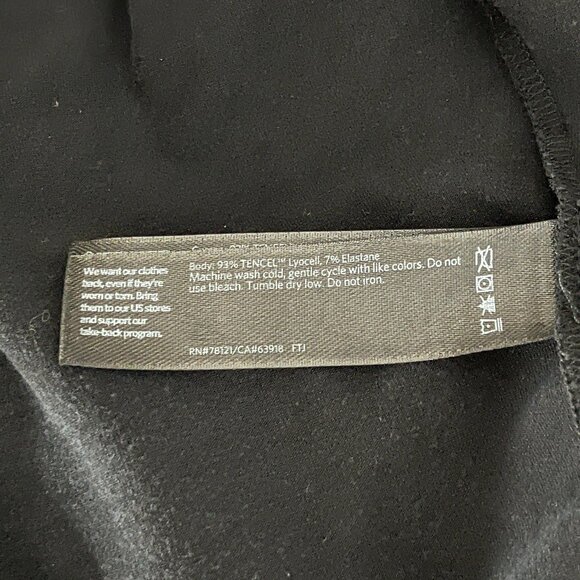 We want our clothes
back, even if they're
worn or torn. Bring
them to our US stores
and support our
take-back program.
Body: 93% TENCEL™ Lyocell, 7% Elastane
Machine wash cold, gentle cycle with like colors. Do not
use bleach. Tumble dry low. Do not iron.
RN#78121/CA#63918 FTJ